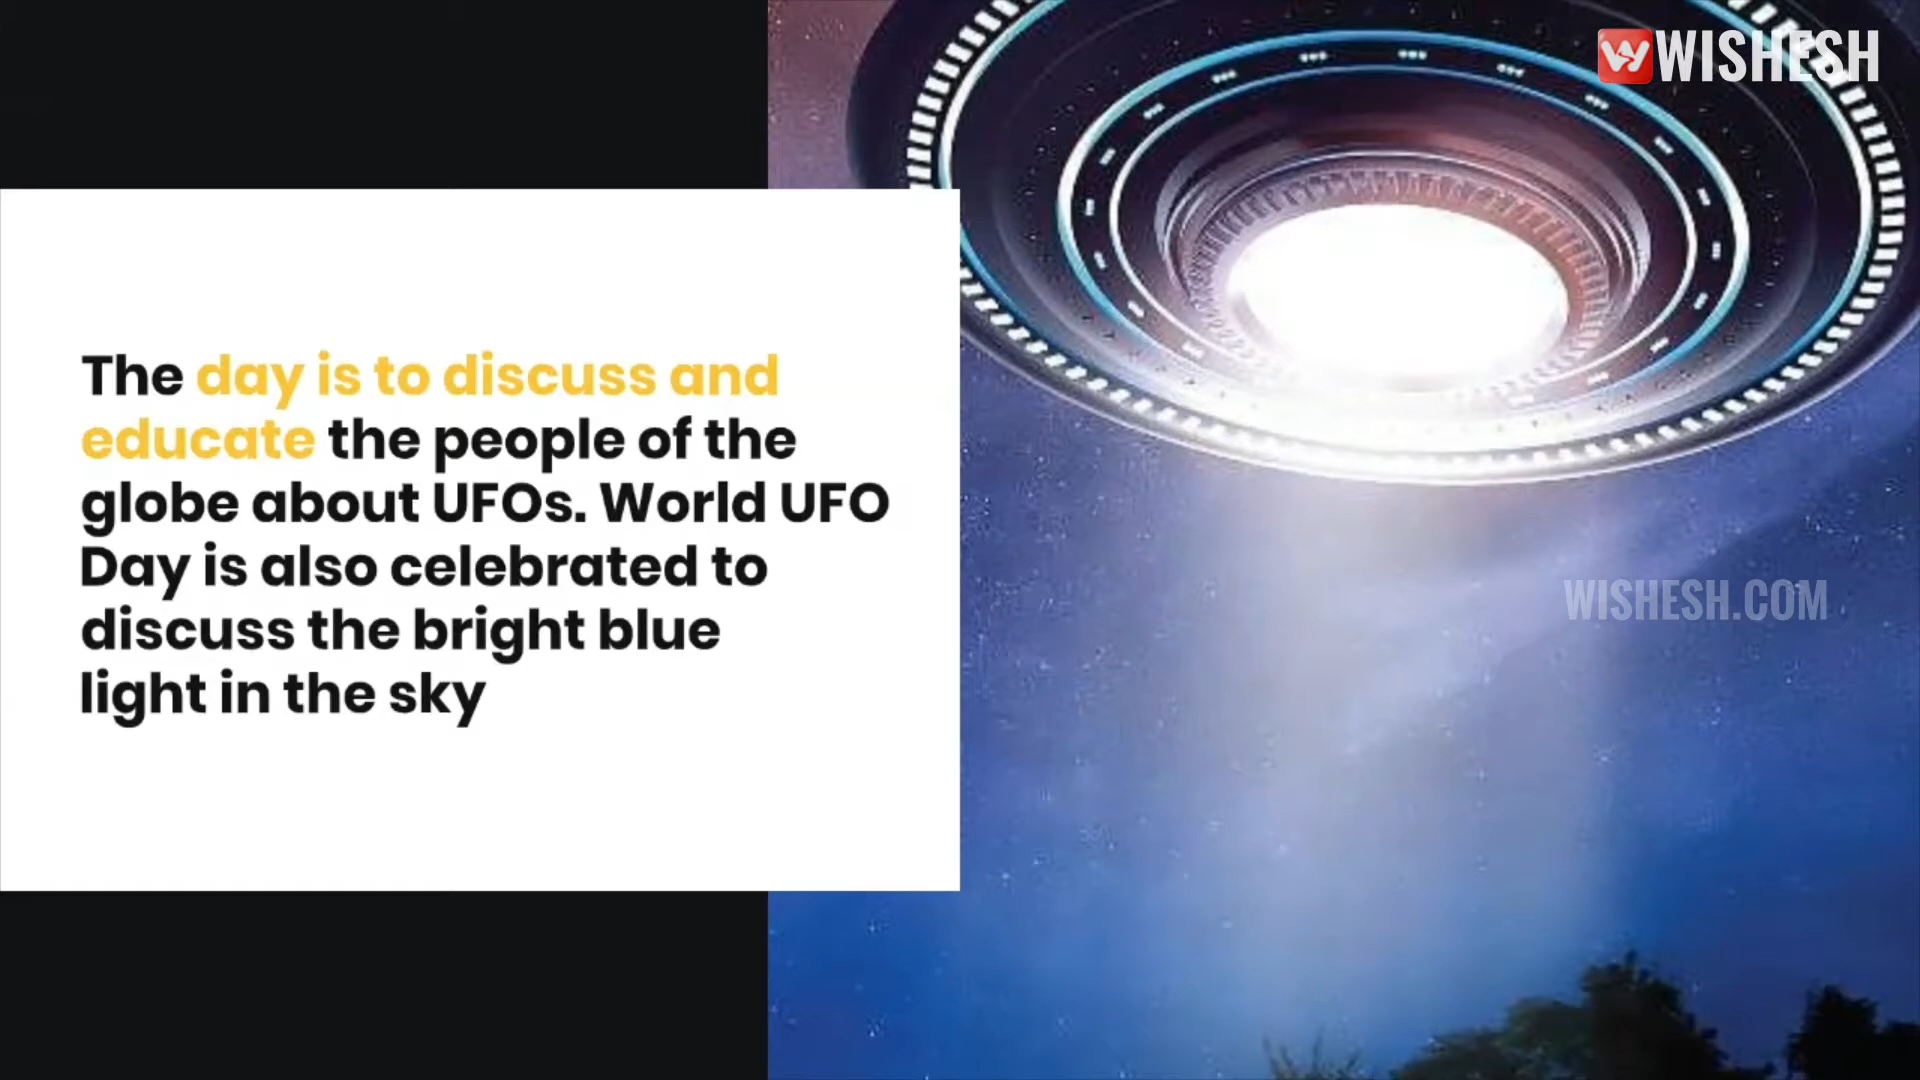 WISHESH
The day is to discuss and
educate the people of the
globe about UFOs. World UFO
Day is also celebrated to
discuss the bright blue
light in the sky
WISHESH.COM